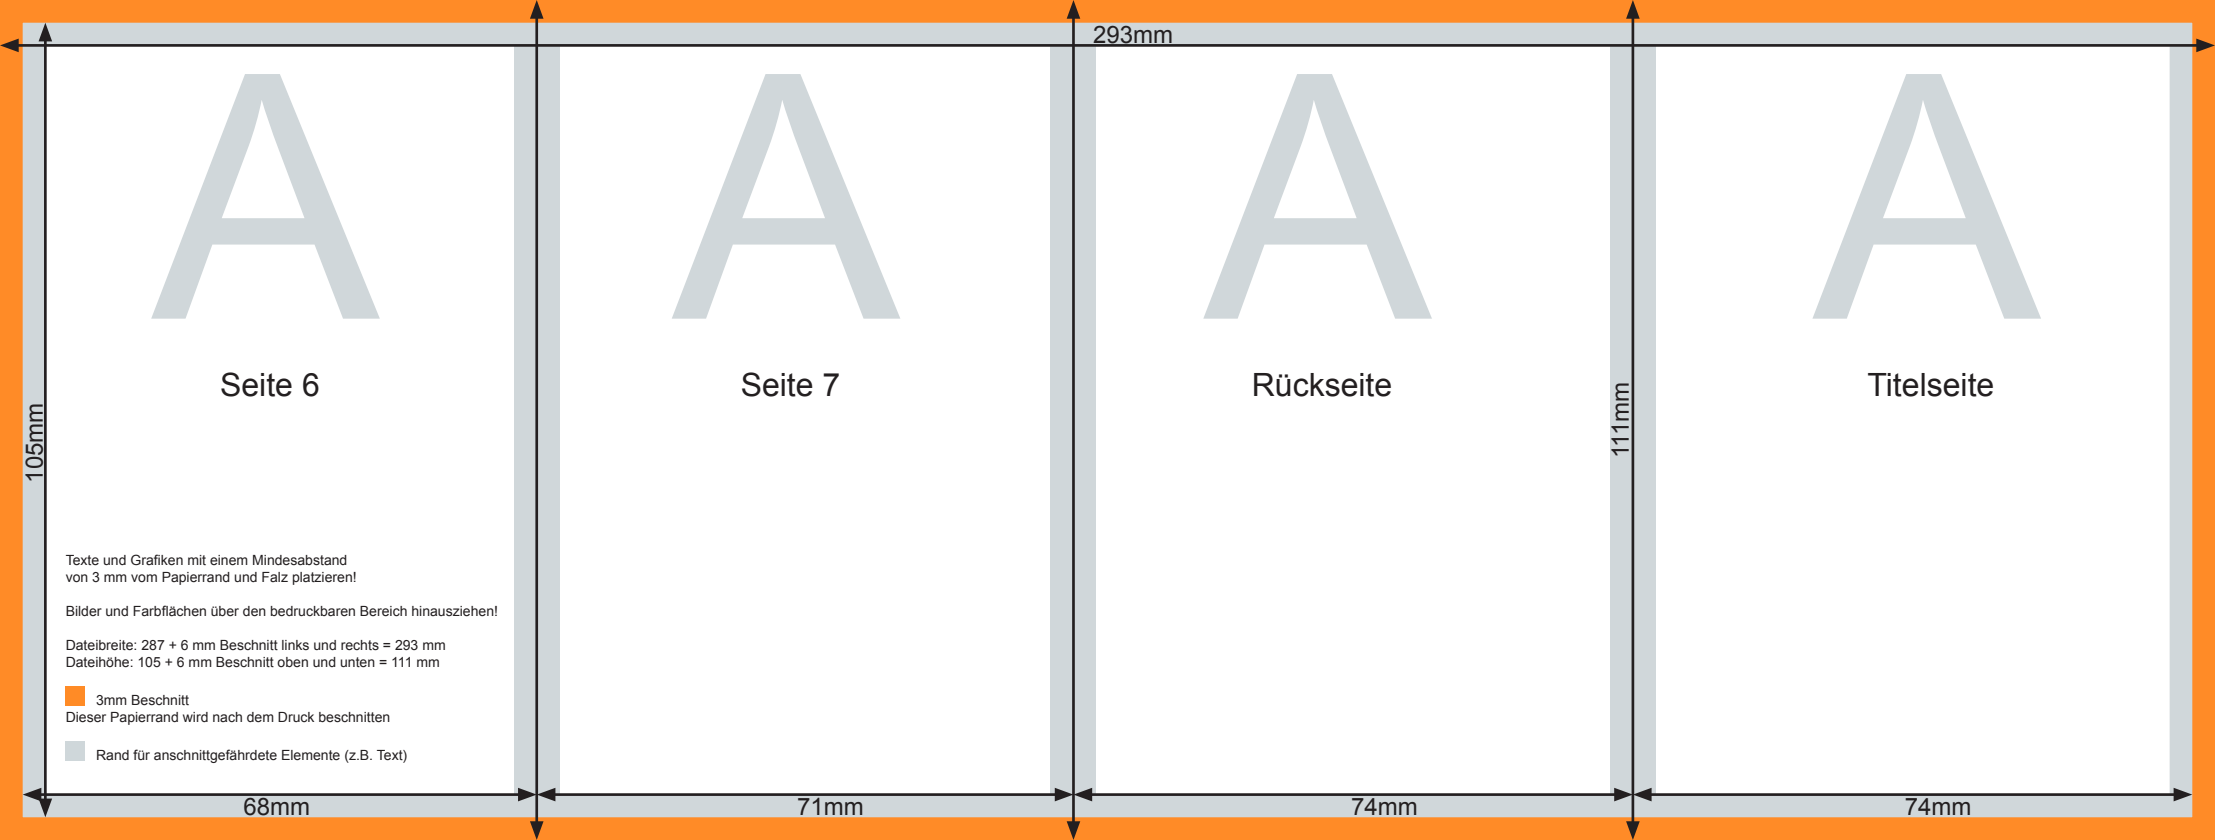 293mm
A
A
A
A
Seite 6
Seite 7
Rückseite
Titelseite
105mm
111mm
Texte und Grafiken mit einem Mindesabstand
von 3 mm vom Papierrand und Falz platzieren!
Bilder und Farbflächen über den bedruckbaren Bereich hinausziehen!
Dateibreite: 287 + 6 mm Beschnitt links und rechts = 293 mm
Dateihöhe: 105 + 6 mm Beschnitt oben und unten = 111 mm
3mm Beschnitt
Dieser Papierrand wird nach dem Druck beschnitten
Rand für anschnittgefährdete Elemente (z.B. Text)
68mm
71mm
74mm
74mm